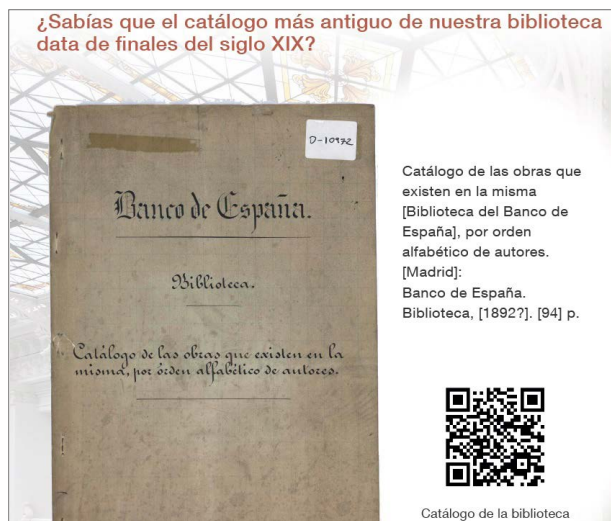 ¿Sabías que el catálogo más antiguo de nuestra biblioteca
data de finales del siglo XIX?
D-10972
Banco de España.
Biblioteca.
Catálogo de las obras que existen en la
misma, por órden alfabético de autores.
Catálogo de las obras que
existen en la misma
[Biblioteca del Banco de
España], por orden
alfabético de autores.
[Madrid]:
Banco de España.
Biblioteca, [1892?]. [94] p.
Catálogo de la biblioteca